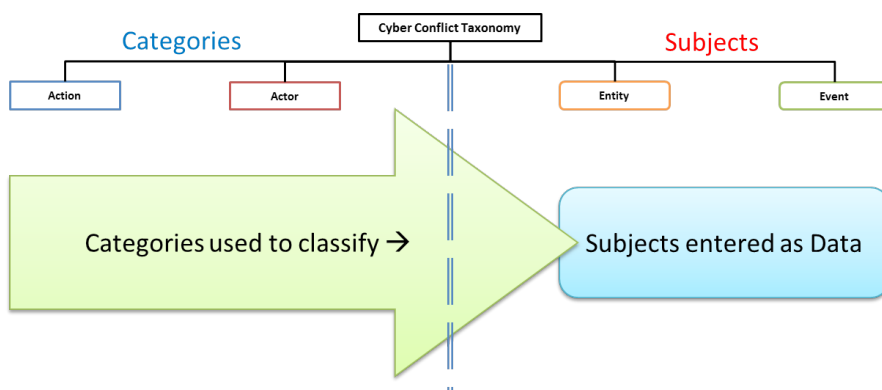 Cyber Conflict Taxonomy
Categories
Subjects
Action
Actor
Entity
Event
Categories used to classify →
Subjects entered as Data